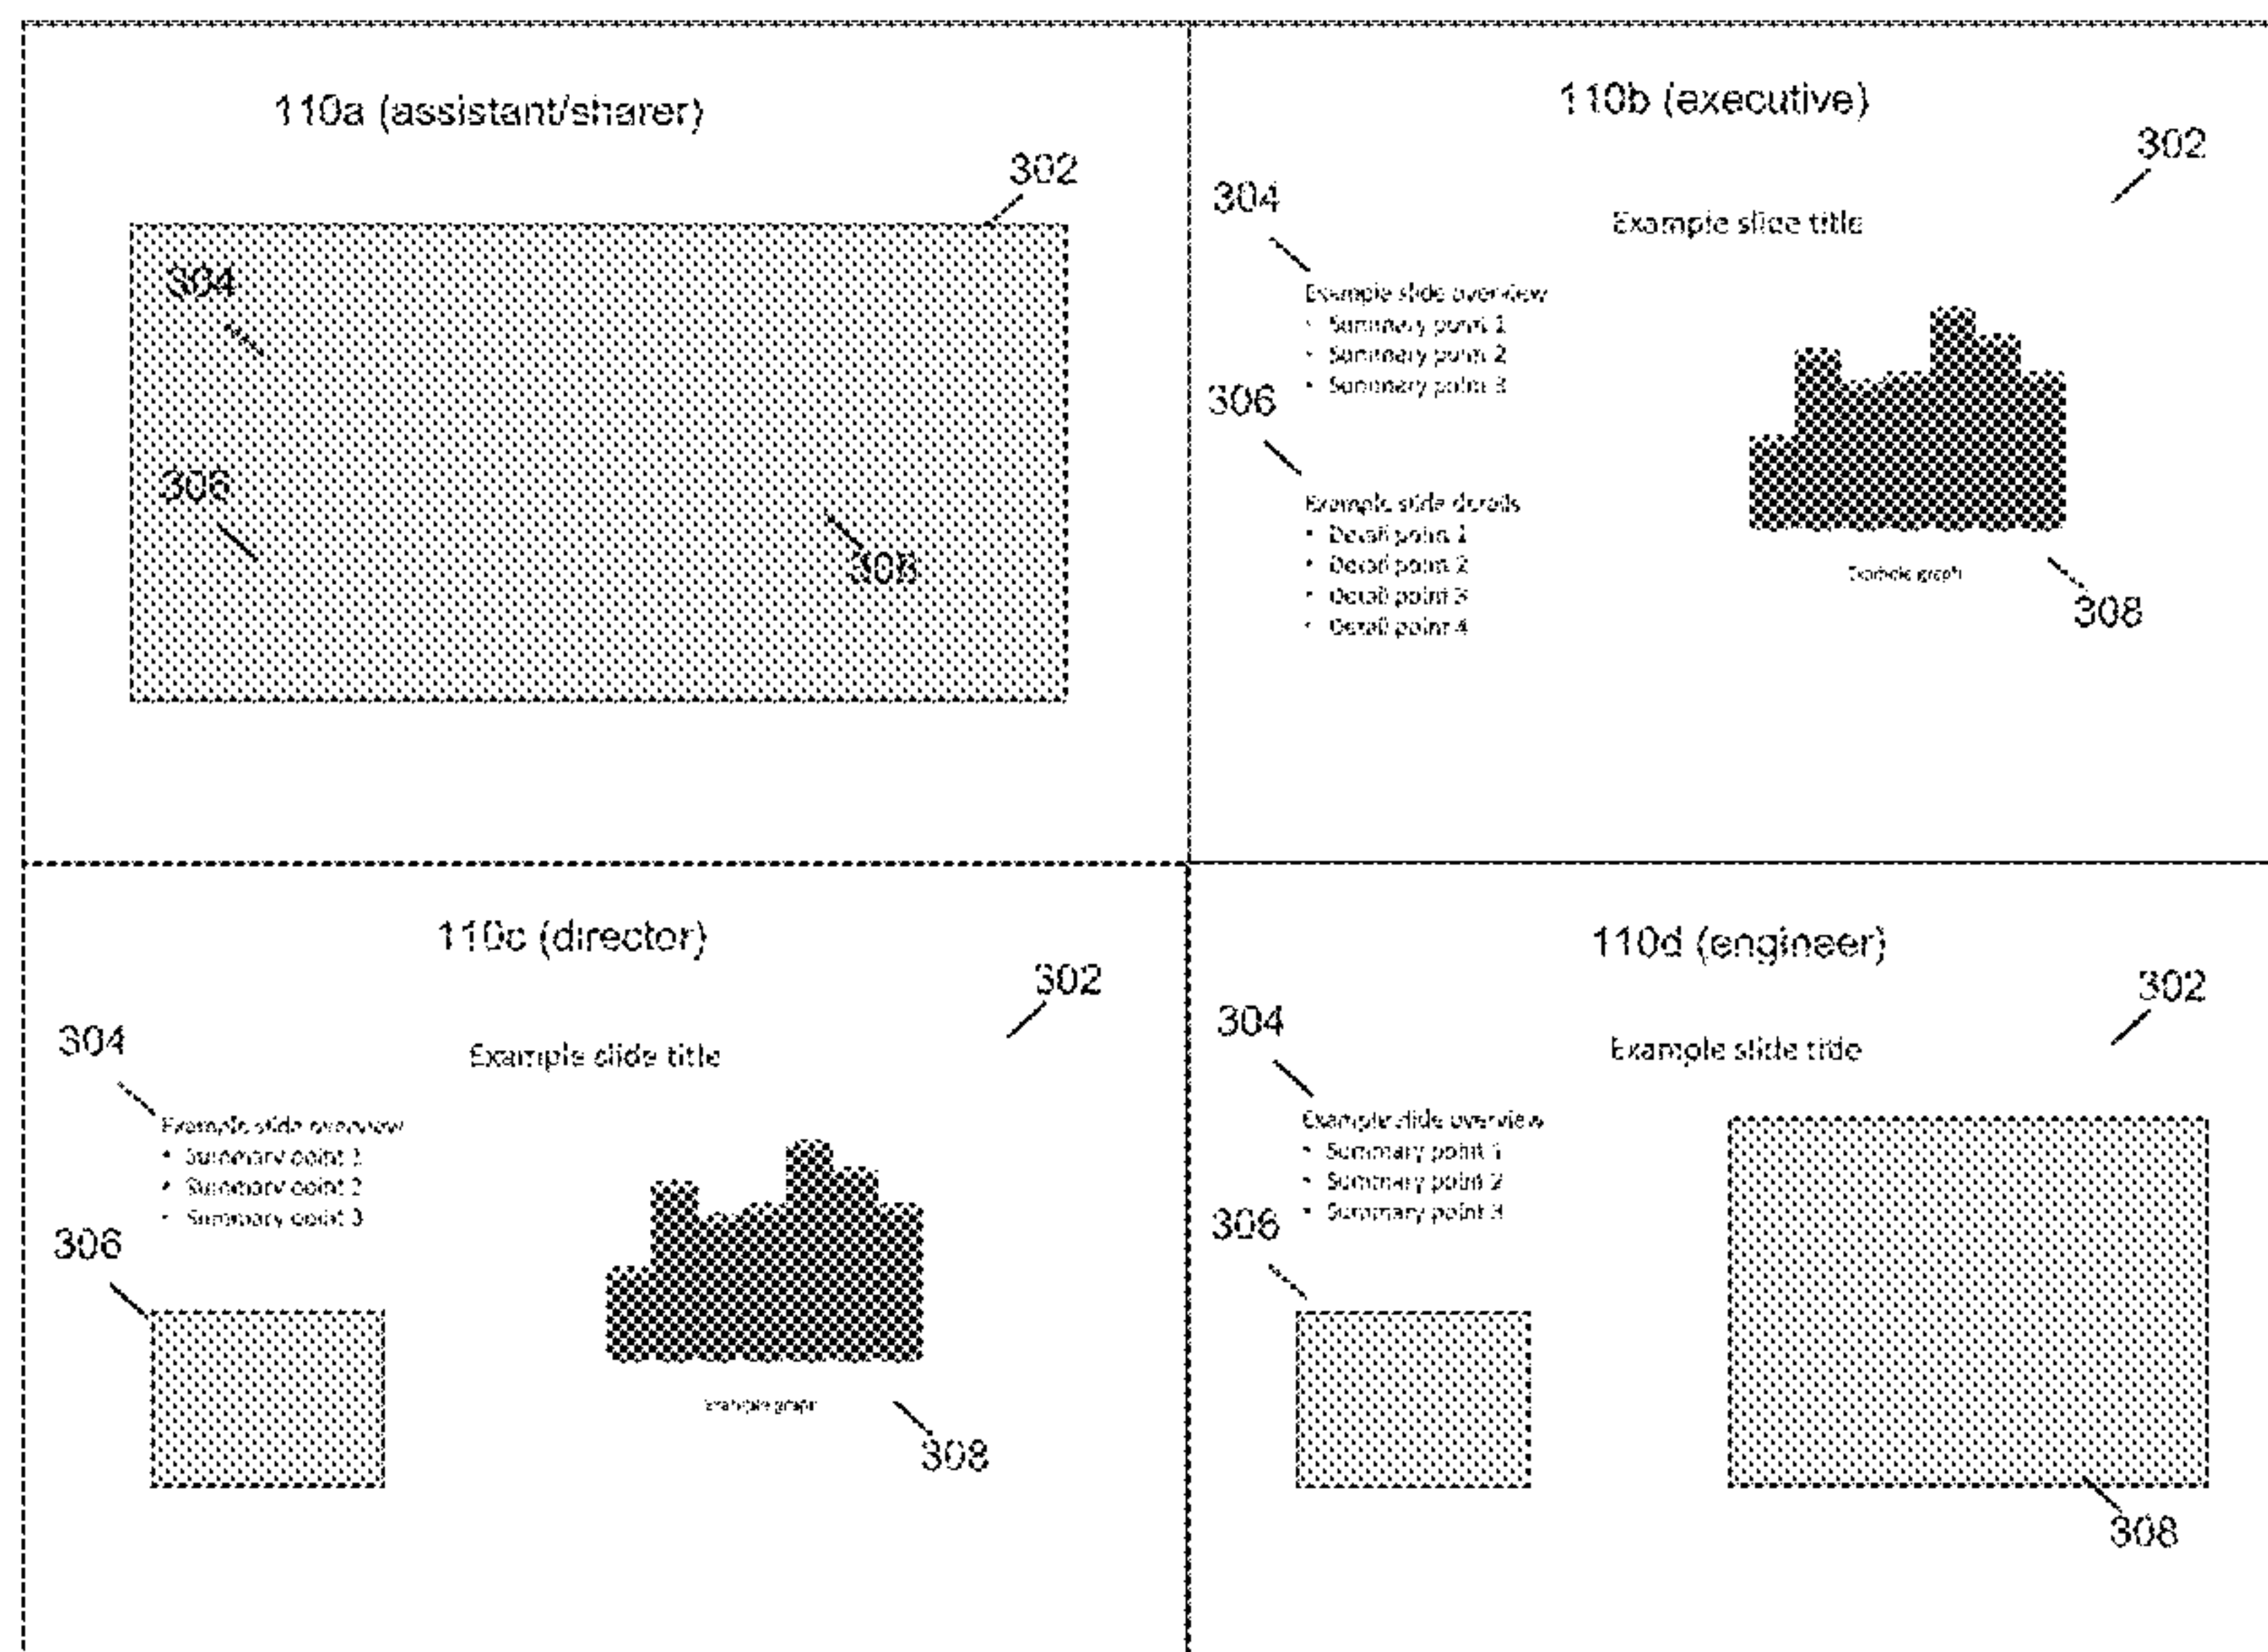 110a (assistant/sharer)
302
304
306
308
110b (executive)
302
304
Example slide title
Example slide overview
• Summary point 1
• Summary point 2
• Summary point 3
306
Example slide details
• Detail point 1
• Detail point 2
• Detail point 3
• Detail point 4
Example graph
308
110c (director)
302
304
Example slide title
Example slide overview
• Summary point 1
• Summary point 2
• Summary point 3
306
Example graph
308
110d (engineer)
302
304
Example slide title
Example slide overview
• Summary point 1
• Summary point 2
• Summary point 3
306
308